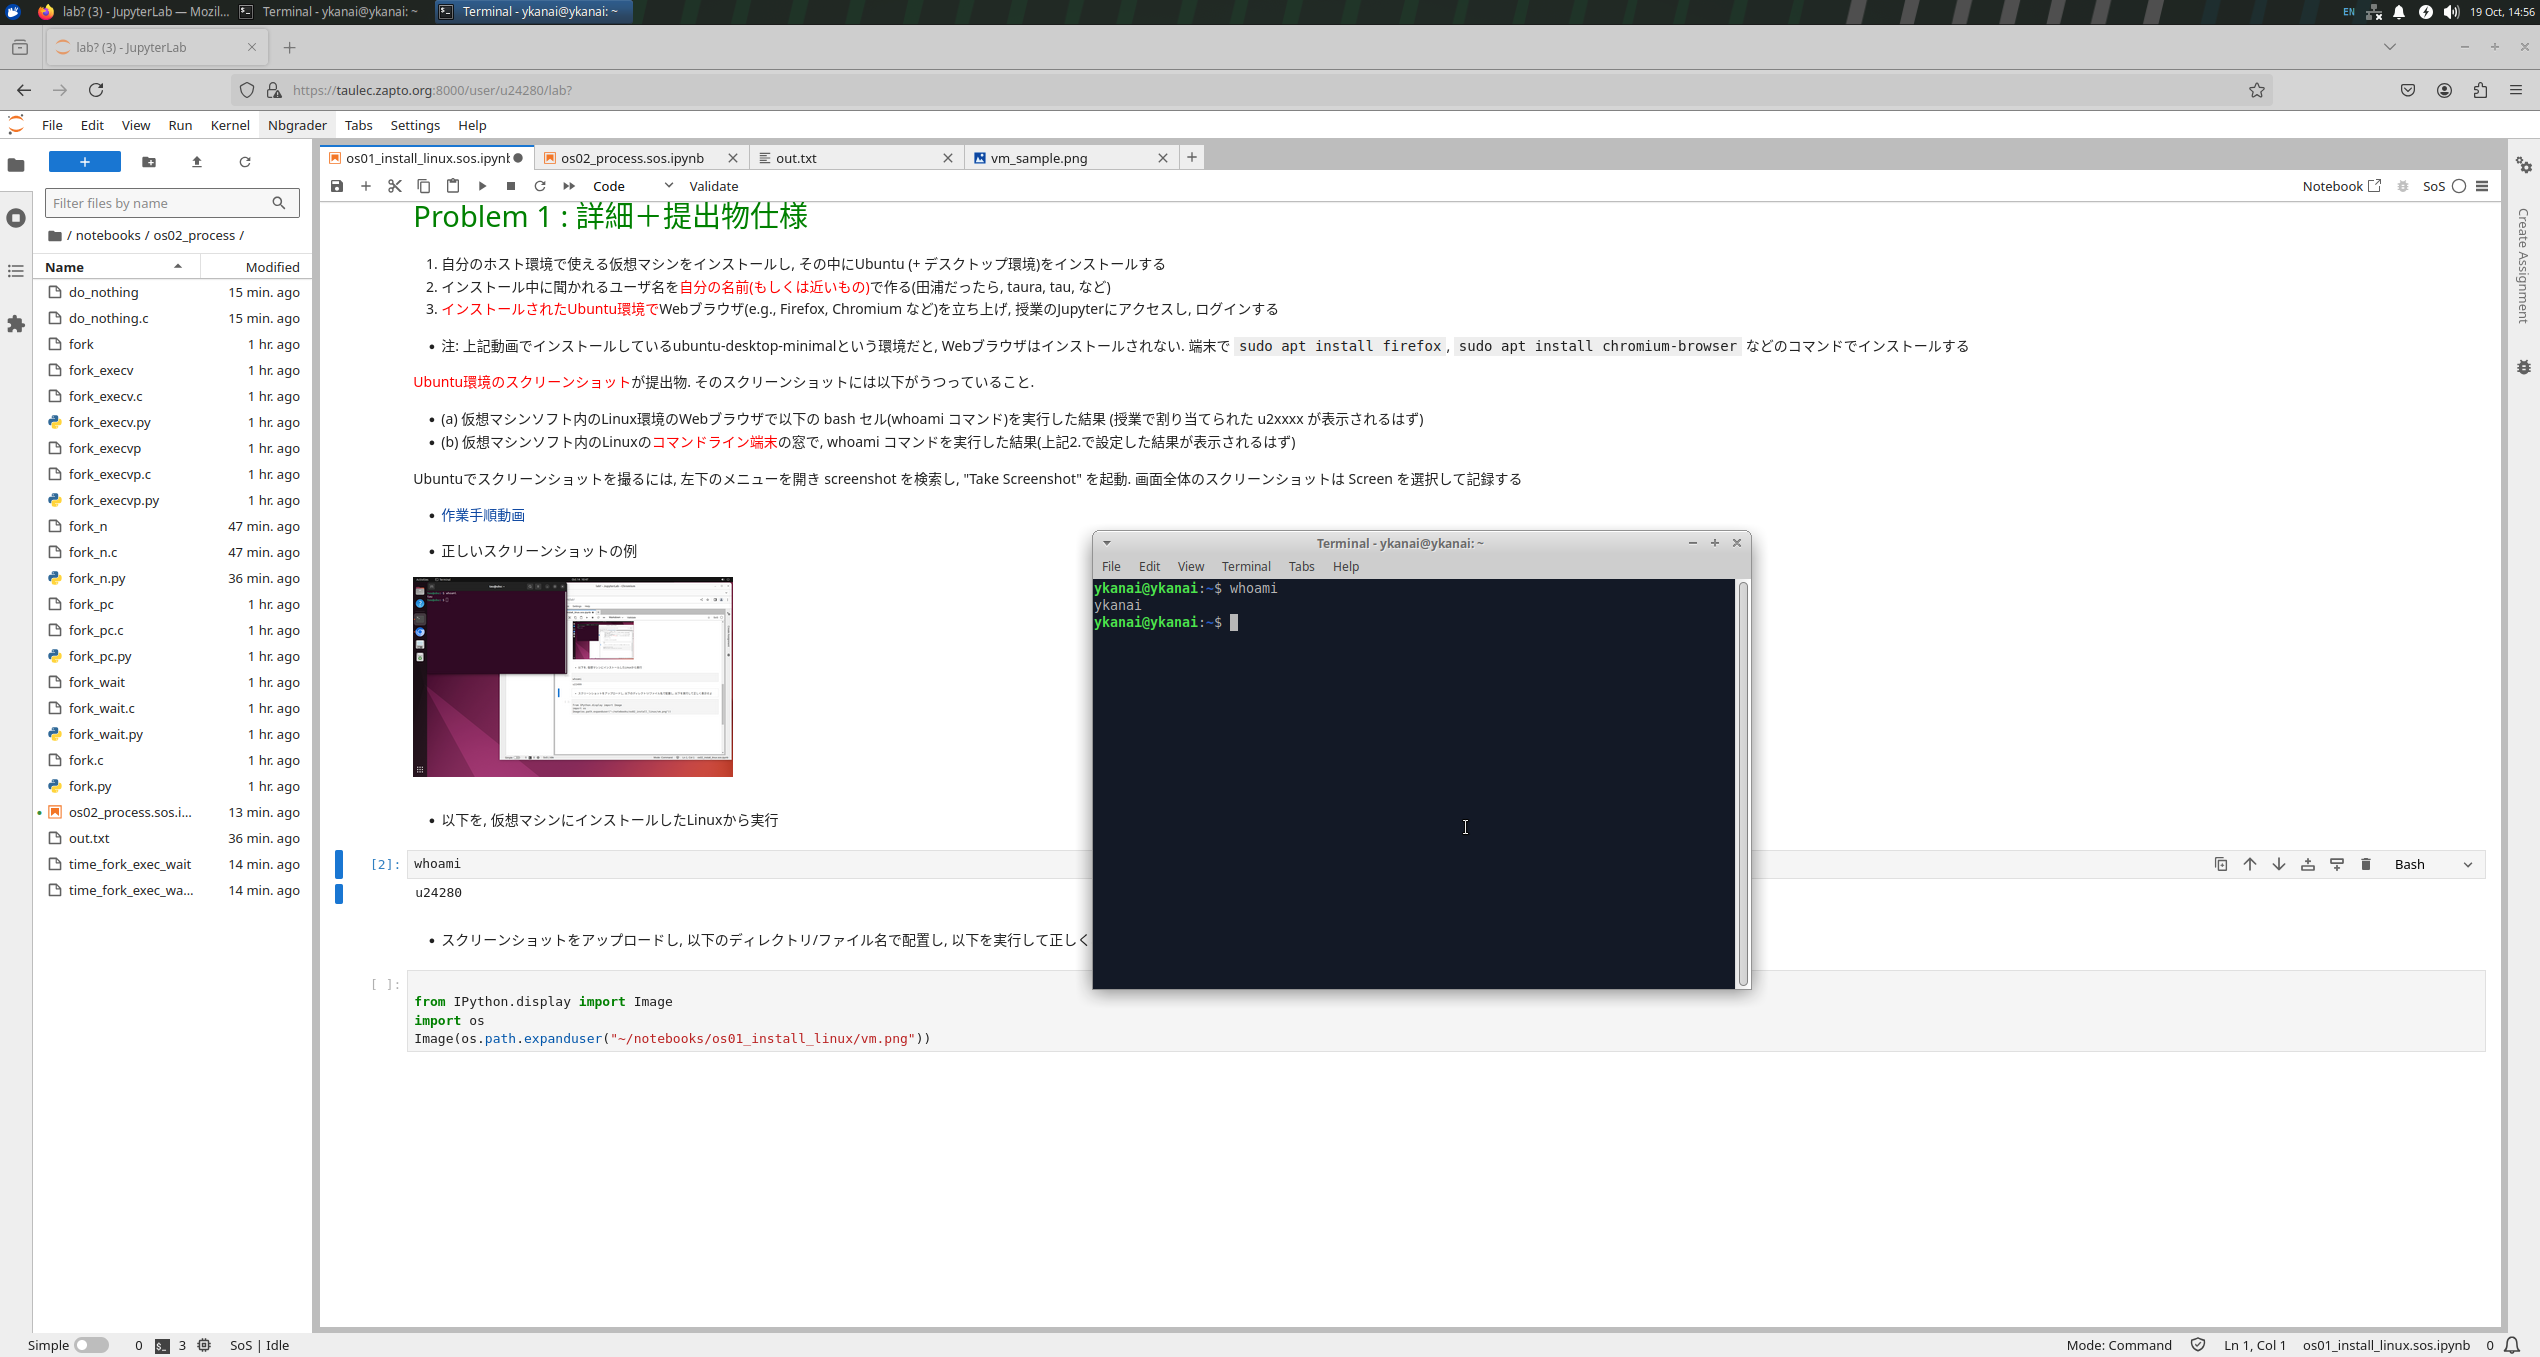 lab? (3) - JupyterLab — Mozil...
Terminal - ykanai@ykanai: ~
Terminal - ykanai@ykanai: ~
EN
19 Oct, 14:56
lab? (3) - JupyterLab
https://taulec.zapto.org:8000/user/u24280/lab?
File Edit View Run Kernel Nbgrader Tabs Settings Help
os01_install_linux.sos.ipynb
os02_process.sos.ipynb
out.txt
vm_sample.png
Code
Validate
Notebook
SoS
Filter files by name
/ notebooks / os02_process /
Name Modified
do_nothing 15 min. ago
do_nothing.c 15 min. ago
fork 1 hr. ago
fork_execv 1 hr. ago
fork_execv.c 1 hr. ago
fork_execv.py 1 hr. ago
fork_execvp 1 hr. ago
fork_execvp.c 1 hr. ago
fork_execvp.py 1 hr. ago
fork_n 47 min. ago
fork_n.c 47 min. ago
fork_n.py 36 min. ago
fork_pc 1 hr. ago
fork_pc.c 1 hr. ago
fork_pc.py 1 hr. ago
fork_wait 1 hr. ago
fork_wait.c 1 hr. ago
fork_wait.py 1 hr. ago
fork.c 1 hr. ago
fork.py 1 hr. ago
os02_process.sos.i... 13 min. ago
out.txt 36 min. ago
time_fork_exec_wait 14 min. ago
time_fork_exec_wa... 14 min. ago
Problem 1 : 詳細＋提出物仕様
1. 自分のホスト環境で使える仮想マシンをインストールし, その中にUbuntu (+ デスクトップ環境)をインストールする
2. インストール中に聞かれるユーザ名を自分の名前(もしくは近いもの)で作る(田浦だったら, taura, tau, など)
3. インストールされたUbuntu環境でWebブラウザ(e.g., Firefox, Chromium など)を立ち上げ, 授業のJupyterにアクセスし, ログインする
• 注: 上記動画でインストールしているubuntu-desktop-minimalという環境だと, Webブラウザはインストールされない. 端末で sudo apt install firefox, sudo apt install chromium-browser などのコマンドでインストールする
Ubuntu環境のスクリーンショットが提出物. そのスクリーンショットには以下がうつっていること.
• (a) 仮想マシンソフト内のLinux環境のWebブラウザで以下の bash セル(whoami コマンド)を実行した結果 (授業で割り当てられた u2xxxx が表示されるはず)
• (b) 仮想マシンソフト内のLinuxのコマンドライン端末の窓で, whoami コマンドを実行した結果(上記2.で設定した結果が表示されるはず)
Ubuntuでスクリーンショットを撮るには, 左下のメニューを開き screenshot を検索し, "Take Screenshot" を起動. 画面全体のスクリーンショットは Screen を選択して記録する
• 作業手順動画
• 正しいスクリーンショットの例
• 以下を, 仮想マシンにインストールしたLinuxから実行
[2]: whoami
Bash
u24280
• スクリーンショットをアップロードし, 以下のディレクトリ/ファイル名で配置し, 以下を実行して正しく
[ ]:
from IPython.display import Image
import os
Image(os.path.expanduser("~/notebooks/os01_install_linux/vm.png"))
Terminal - ykanai@ykanai: ~
File Edit View Terminal Tabs Help
ykanai@ykanai:~$ whoami
ykanai
ykanai@ykanai:~$
Create Assignment
Simple 0 3 SoS | Idle
Mode: Command Ln 1, Col 1 os01_install_linux.sos.ipynb 0